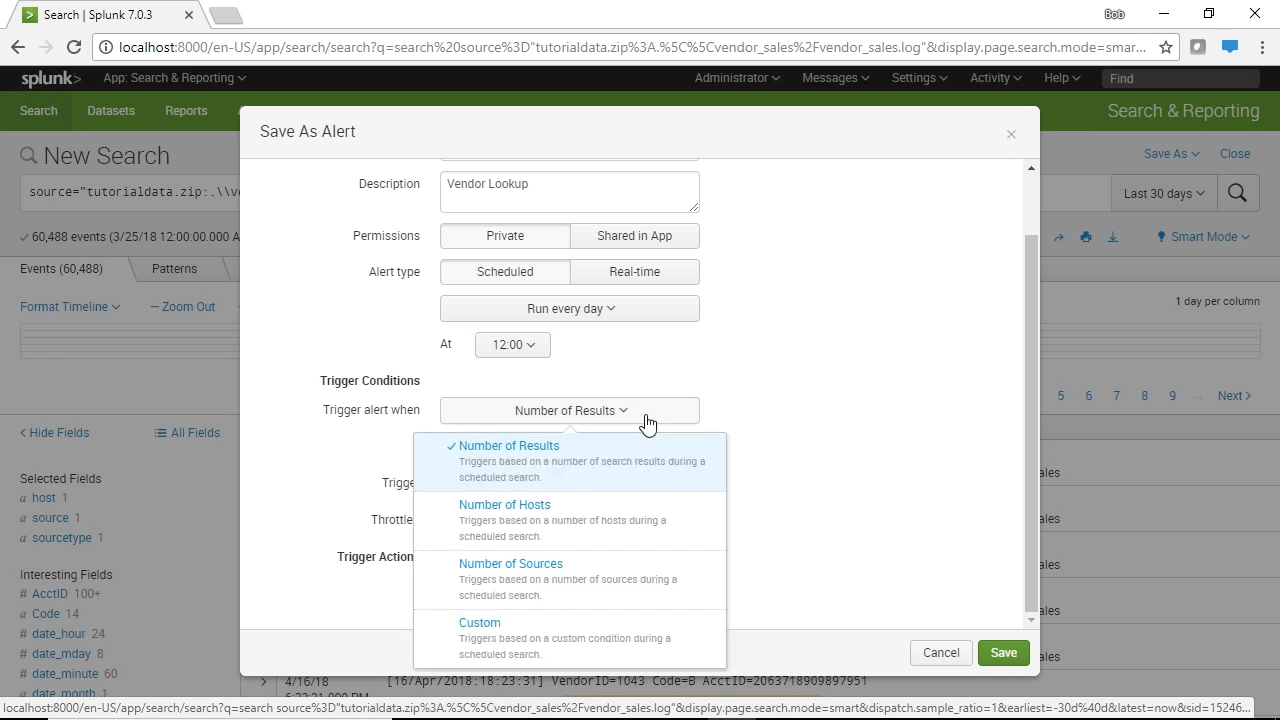 Search | Splunk 7.0.3
Bob
localhost:8000/en-US/app/search/search?q=search%20source%3D"tutorialdata.zip%3A.%5C%5Cvendor_sales%2Fvendor_sales.log"&display.page.search.mode=smar...
splunk> App: Search & Reporting Administrator Messages Settings Activity Help Find
Search Datasets Reports Search & Reporting
Save As Alert
New Search Save As Close
source="tutorialdata.zip:.\\v Last 30 days
Description Vendor Lookup
60,488 events (3/25/18 12:00:00.000 A Smart Mode
Permissions Private Shared in App
Events (60,488) Patterns
Alert type Scheduled Real-time
Format Timeline — Zoom Out 1 day per column
Run every day
At 12:00
Trigger Conditions
5 6 7 8 9 ... Next >
Trigger alert when Number of Results
< Hide Fields All Fields
Number of Results
Triggers based on a number of search results during a
scheduled search.
ales
Selected Fields
Trigge
a host 1
Number of Hosts
Triggers based on a number of hosts during a
scheduled search.
a source 1
Throttle
ales
a sourcetype 1
Trigger Action
Number of Sources
Triggers based on a number of sources during a
scheduled search.
ales
Interesting Fields
# AcctID 100+
a Code 14
ales
Custom
Triggers based on a custom condition during a
scheduled search.
# date_hour 24
# date_mday 8
ales
Cancel Save
# date_minute 60
a date_month 1
4/16/18 [16/Apr/2018:18:23:31] VendorID=1043 Code=B AcctID=2063718909897951
localhost:8000/en-US/app/search/search?q=search source%3D"tutorialdata.zip%3A.%5C%5Cvendor_sales%2Fvendor_sales.log"&display.page.search.mode=smart&dispatch.sample_ratio=1&earliest=-30d%40d&latest=now&sid=15246...